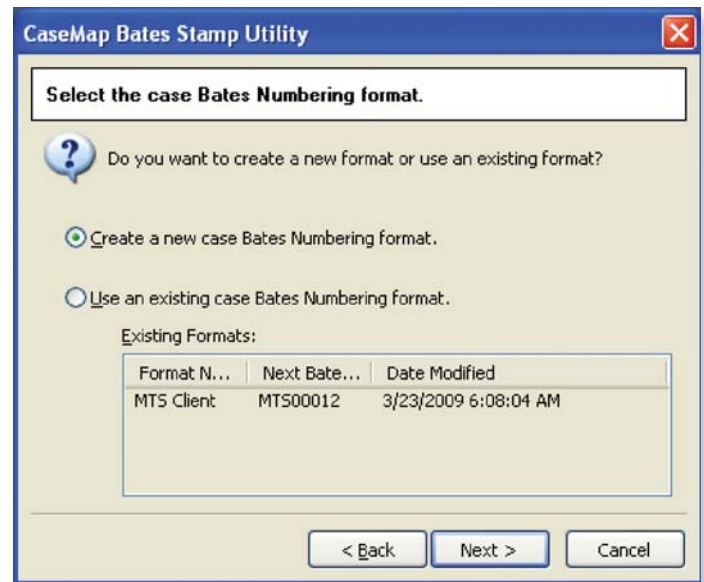 CaseMap Bates Stamp Utility
Select the case Bates Numbering format.
Do you want to create a new format or use an existing format?
Create a new case Bates Numbering format.
Use an existing case Bates Numbering format.
Existing Formats:
Format N... Next Bate... Date Modified
MTS Client MTS00012 3/23/2009 6:08:04 AM
< Back Next > Cancel